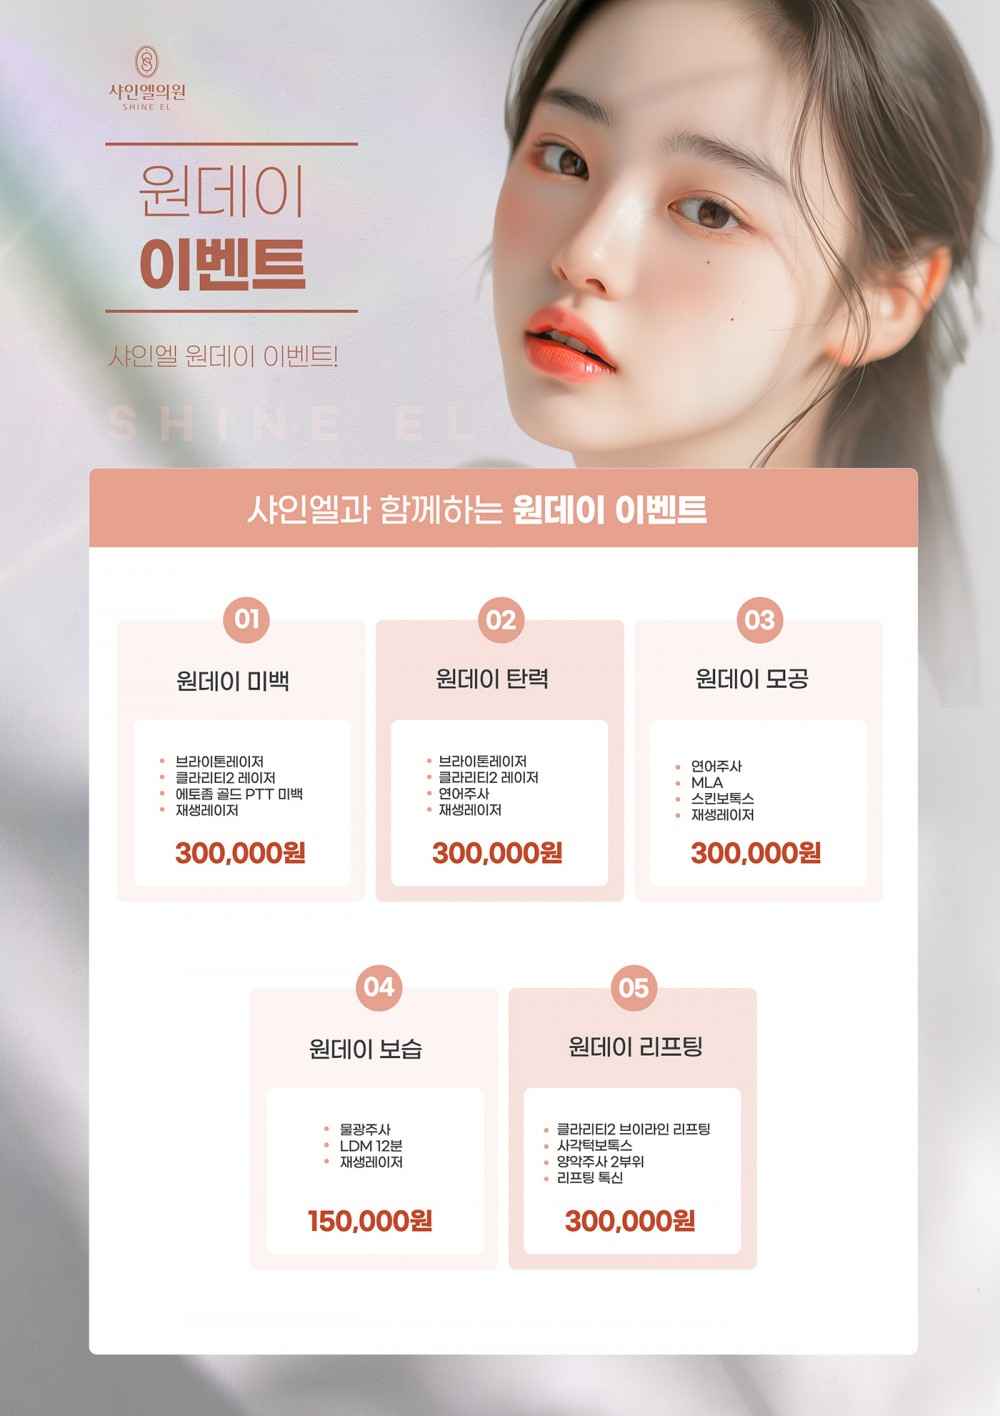 샤인엘의원
SHINE EL
원데이
이벤트
샤인엘 원데이 이벤트!
SHINE EL
샤인엘과 함께하는 원데이 이벤트
01
원데이 미백
브라이톤레이저
클라리티2 레이저
에토좀 골드 PTT 미백
재생레이저
300,000원
02
원데이 탄력
브라이톤레이저
클라리티2 레이저
연어주사
재생레이저
300,000원
03
원데이 모공
연어주사
MLA
스킨보톡스
재생레이저
300,000원
04
원데이 보습
물광주사
LDM 12분
재생레이저
150,000원
05
원데이 리프팅
클라리티2 브이라인 리프팅
사각턱보톡스
양악주사 2부위
리프팅 톡신
300,000원